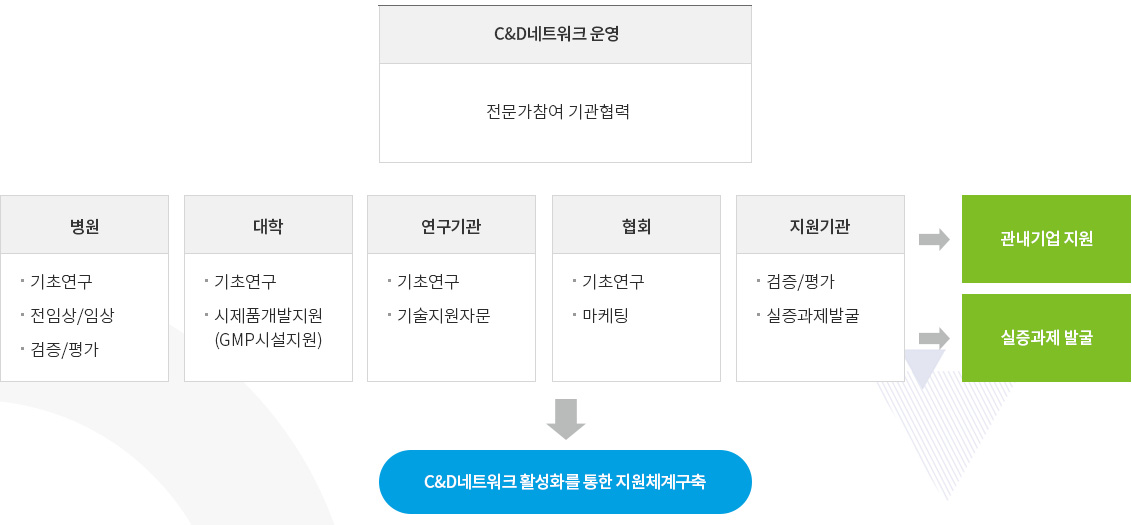 C&D네트워크 운영
전문가참여 기관협력
병원
기초연구
전임상/임상
검증/평가
대학
기초연구
시제품개발지원
(GMP시설지원)
연구기관
기초연구
기술지원자문
협회
기초연구
마케팅
지원기관
검증/평가
실증과제발굴
관내기업 지원
실증과제 발굴
C&D네트워크 활성화를 통한 지원체계구축